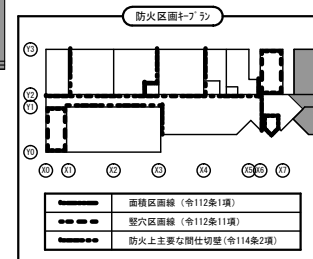 防火区画ｷｰﾌﾟﾗﾝ
Y3
Y2
Y1
Y0
X0 X1 X2 X3 X4 X5 X6 X7
面積区画線（令112条1項）
竪穴区画線（令112条11項）
防火上主要な間仕切壁（令114条2項）